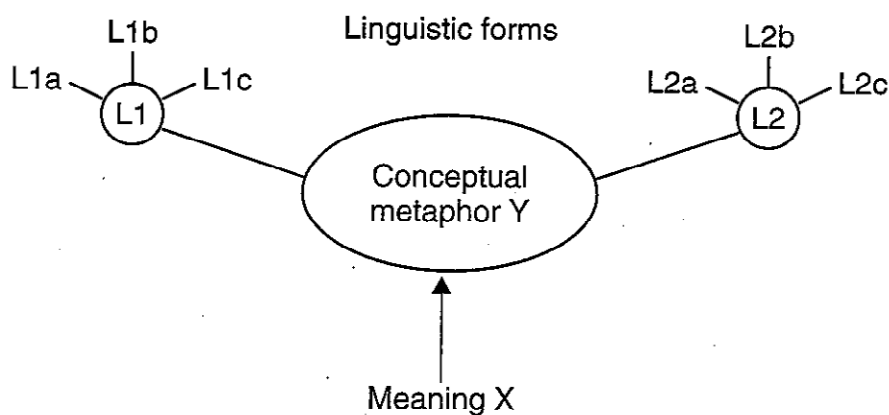 L1b
Linguistic forms
L2b
L1a
L1c
L2a
L2c
L1
L2
Conceptual
metaphor Y
Meaning X